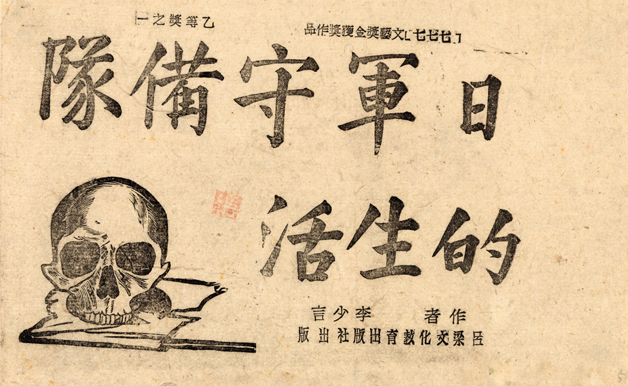 「七七七」文藝獎金獲獎作品
乙等獎之一
日軍守備隊
的生活
作者 李少言
呂梁文化教育出版社出版